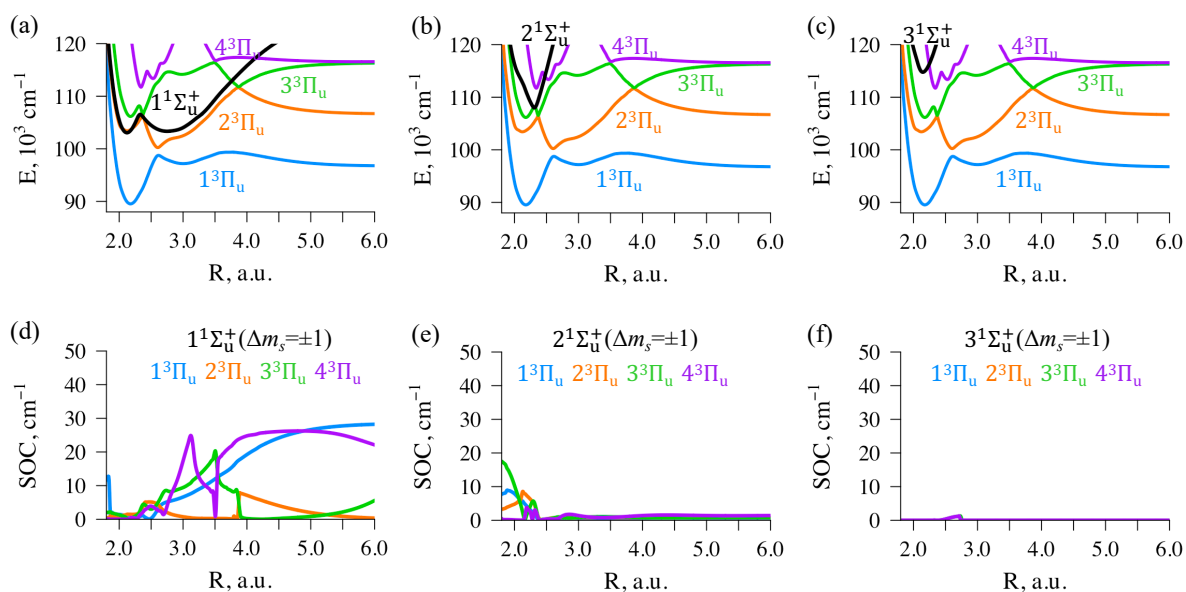 (a)
120
110
100
90
E, 10³ cm⁻¹
4³Πᵤ
1¹Σᵤ⁺
3³Πᵤ
2³Πᵤ
1³Πᵤ
2.0 3.0 4.0 5.0 6.0
R, a.u.
(b)
120
110
100
90
E, 10³ cm⁻¹
2¹Σᵤ⁺
4³Πᵤ
3³Πᵤ
2³Πᵤ
1³Πᵤ
2.0 3.0 4.0 5.0 6.0
R, a.u.
(c)
120
110
100
90
E, 10³ cm⁻¹
3¹Σᵤ⁺
4³Πᵤ
3³Πᵤ
2³Πᵤ
1³Πᵤ
2.0 3.0 4.0 5.0 6.0
R, a.u.
(d)
1¹Σᵤ⁺(Δmₛ=±1)
1³Πᵤ 2³Πᵤ 3³Πᵤ 4³Πᵤ
50
40
30
20
10
0
SOC, cm⁻¹
2.0 3.0 4.0 5.0 6.0
R, a.u.
(e)
2¹Σᵤ⁺(Δmₛ=±1)
1³Πᵤ 2³Πᵤ 3³Πᵤ 4³Πᵤ
50
40
30
20
10
0
SOC, cm⁻¹
2.0 3.0 4.0 5.0 6.0
R, a.u.
(f)
3¹Σᵤ⁺(Δmₛ=±1)
1³Πᵤ 2³Πᵤ 3³Πᵤ 4³Πᵤ
50
40
30
20
10
0
SOC, cm⁻¹
2.0 3.0 4.0 5.0 6.0
R, a.u.